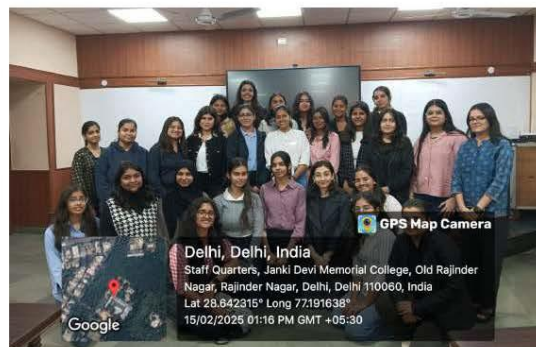 GPS Map Camera
Delhi, Delhi, India
Staff Quarters, Janki Devi Memorial College, Old Rajinder
Nagar, Rajinder Nagar, Delhi, Delhi 110060, India
Lat 28.642315° Long 77.191638°
15/02/2025 01:16 PM GMT +05:30
Google